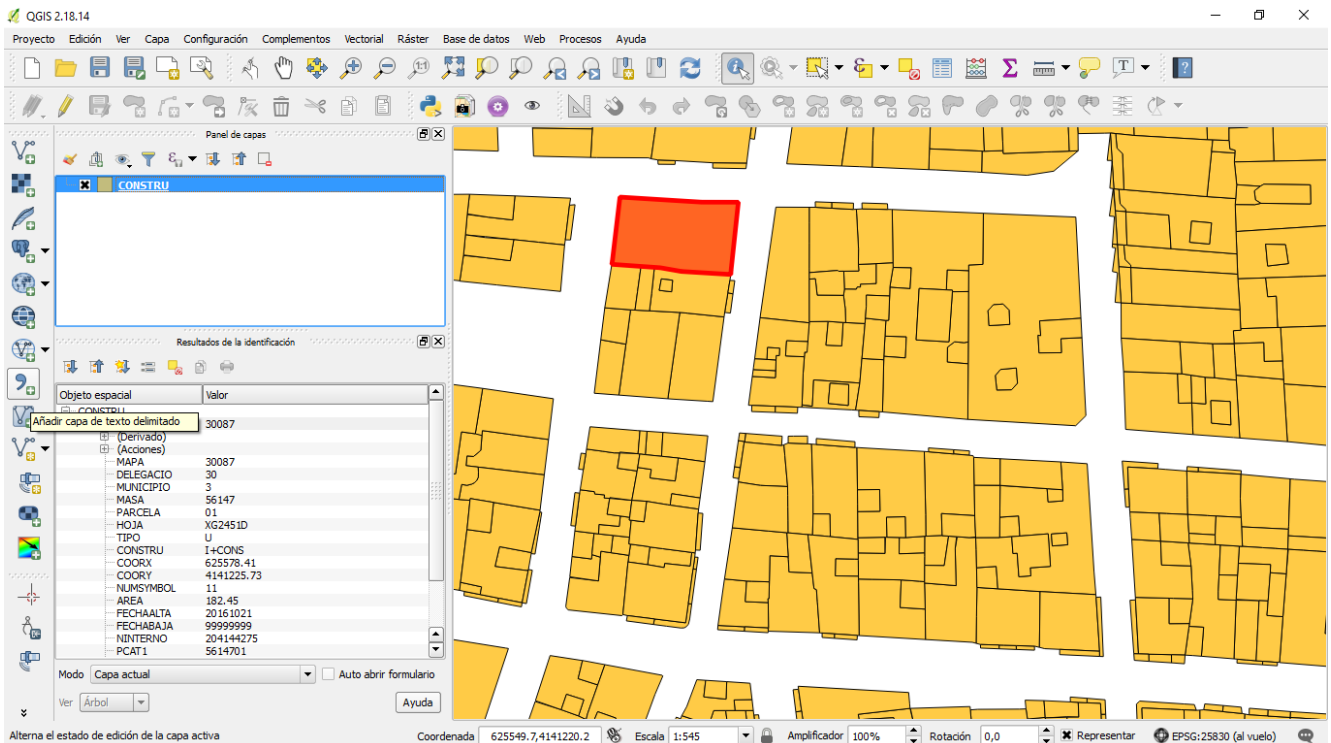 QGIS 2.18.14
Proyecto Edición Ver Capa Configuración Complementos Vectorial Ráster Base de datos Web Procesos Ayuda
Panel de capas
CONSTRU
Resultados de la identificación
Objeto espacial Valor
CONSTRU
Añadir capa de texto delimitado 30087
(Derivado)
(Acciones)
MAPA 30087
DELEGACIO 30
MUNICIPIO 3
MASA 56147
PARCELA 01
HOJA XG2451D
TIPO U
CONSTRU I+CONS
COORX 625578.41
COORY 4141225.73
NUMSYMBOL 11
AREA 182.45
FECHAALTA 20161021
FECHABAJA 99999999
NINTERNO 204144275
PCAT1 5614701
Modo Capa actual Auto abrir formulario
Ver Árbol Ayuda
Alterna el estado de edición de la capa activa Coordenada 625549.7,4141220.2 Escala 1:545 Amplificador 100% Rotación 0,0 Representar EPSG:25830 (al vuelo)